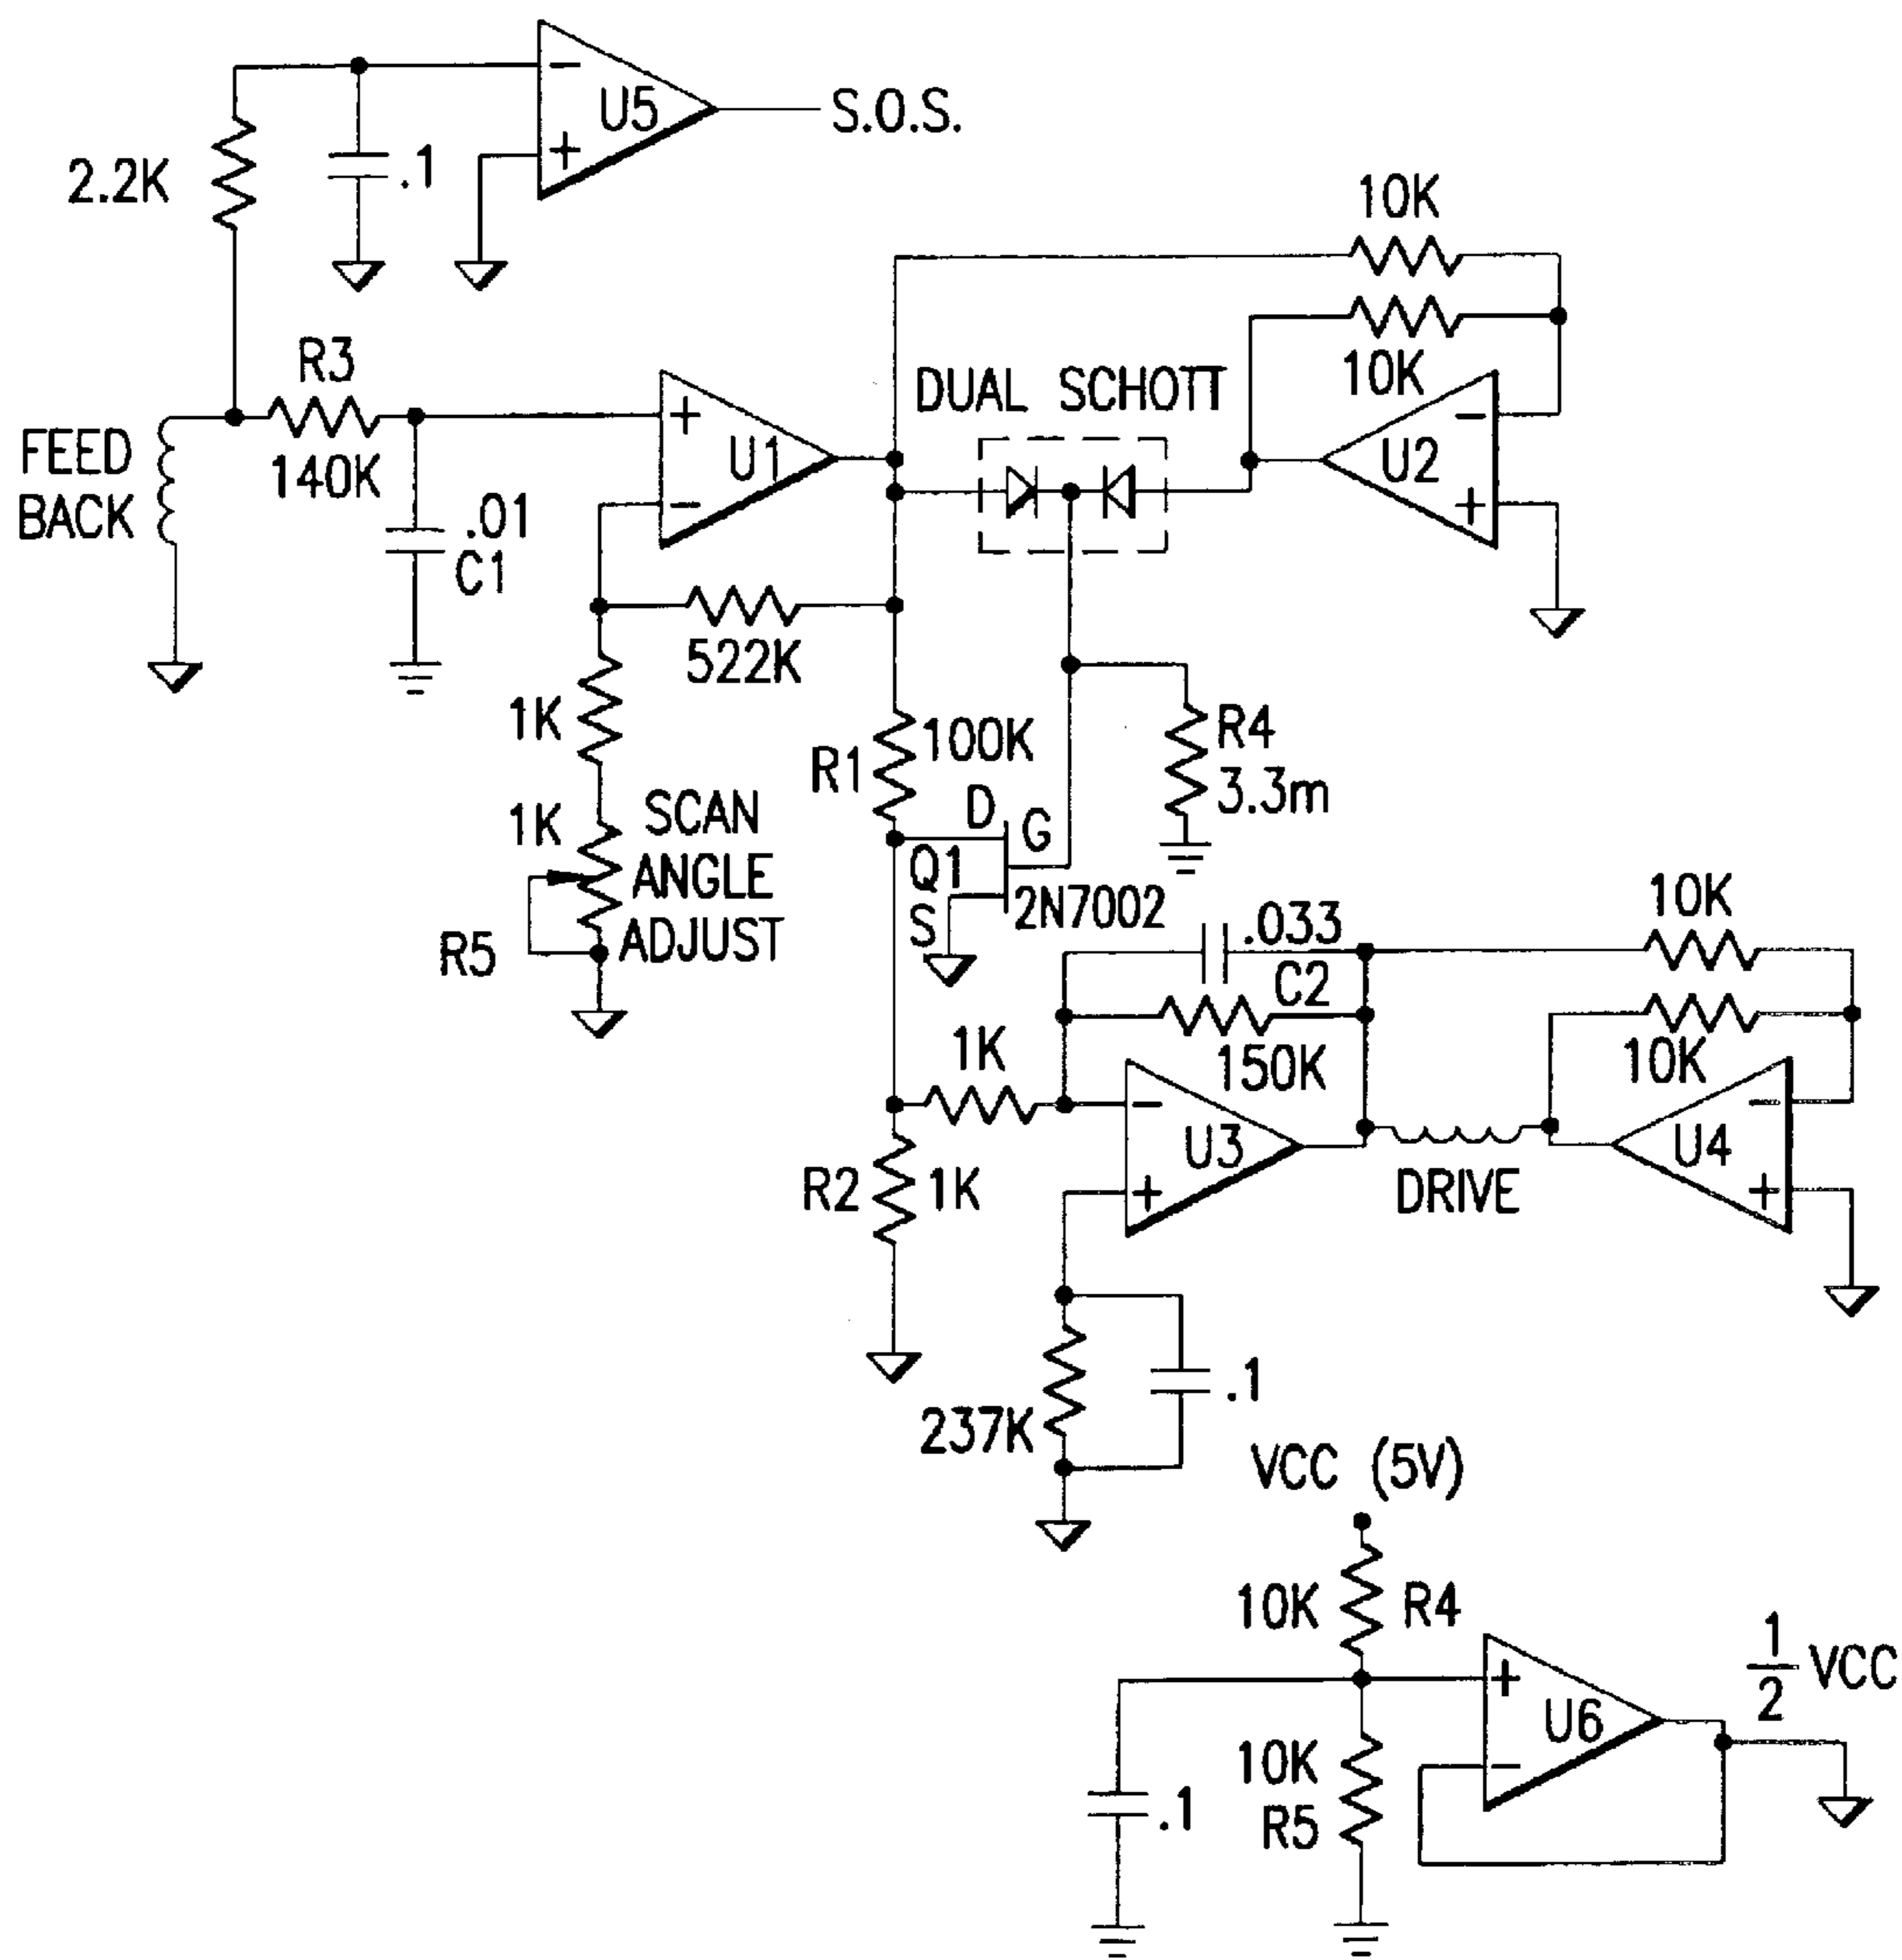 −
U5
+
S.O.S.
2.2K
.1
10K
10K
R3
140K
FEED
BACK
.01
C1
+
U1
−
DUAL SCHOTT
U2
−
+
522K
1K
1K
SCAN
ANGLE
ADJUST
R5
R1
100K
D
G
Q1
S
2N7002
R4
3.3m
.033
C2
150K
10K
10K
1K
−
U3
+
DRIVE
U4
−
+
R2
1K
237K
.1
VCC (5V)
10K
R4
+
U6
−
1/2 VCC
10K
R5
.1